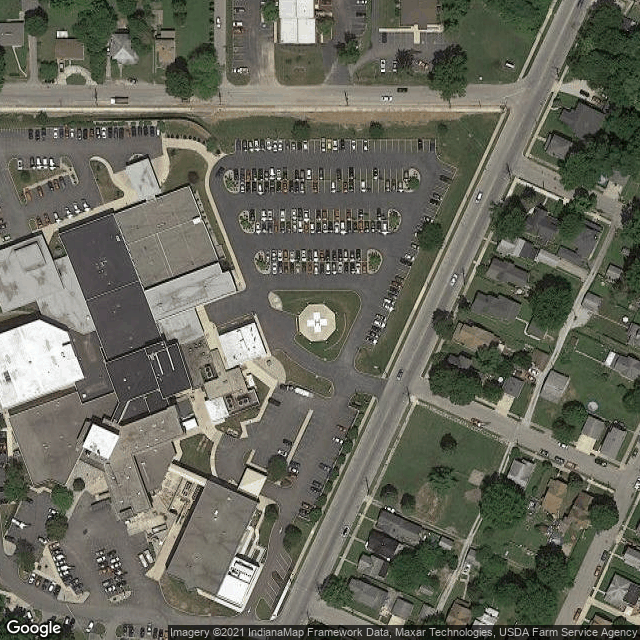 H
Google
Imagery ©2021 IndianaMap Framework Data, Maxar Technologies, USDA Farm Service Agency